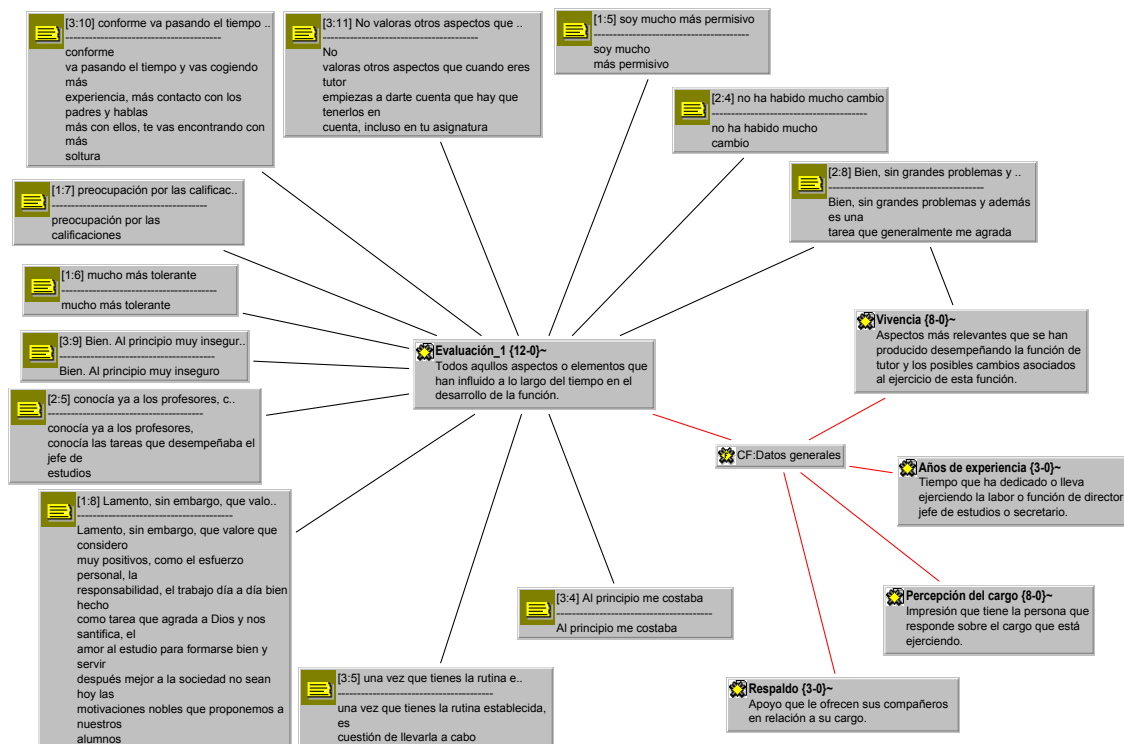 [3:10] conforme va pasando el tiempo ..
----------------------------------------
conforme
va pasando el tiempo y vas cogiendo
más
experiencia, más contacto con los
padres y hablas
más con ellos, te vas encontrando con
más
soltura
[3:11] No valoras otros aspectos que ..
----------------------------------------
No
valoras otros aspectos que cuando eres
tutor
empiezas a darte cuenta que hay que
tenerlos en
cuenta, incluso en tu asignatura
[1:5] soy mucho más permisivo
----------------------------------------
soy mucho
más permisivo
[2:4] no ha habido mucho cambio
----------------------------------------
no ha habido mucho
cambio
[2:8] Bien, sin grandes problemas y ..
----------------------------------------
Bien, sin grandes problemas y además
es una
tarea que generalmente me agrada
[1:7] preocupación por las calificac..
----------------------------------------
preocupación por las
calificaciones
[1:6] mucho más tolerante
----------------------------------------
mucho más tolerante
[3:9] Bien. Al principio muy insegur..
----------------------------------------
Bien. Al principio muy inseguro
[2:5] conocía ya a los profesores, c..
----------------------------------------
conocía ya a los profesores,
conocía las tareas que desempeñaba el
jefe de
estudios
Evaluación_1 {12-0}~
Todos aqullos aspectos o elementos que
han influido a lo largo del tiempo en el
desarrollo de la función.
Vivencia {8-0}~
Aspectos más relevantes que se han
producido desempeñando la función de
tutor y los posibles cambios asociados
al ejercicio de esta función.
CF:Datos generales
Años de experiencia {3-0}~
Tiempo que ha dedicado o lleva
ejerciendo la labor o función de director
jefe de estudios o secretario.
[1:8] Lamento, sin embargo, que valo..
----------------------------------------
Lamento, sin embargo, que valore que
considero
muy positivos, como el esfuerzo
personal, la
responsabilidad, el trabajo día a día bien
hecho
como tarea que agrada a Dios y nos
santifica, el
amor al estudio para formarse bien y
servir
después mejor a la sociedad no sean
hoy las
motivaciones nobles que proponemos a
nuestros
alumnos
[3:4] Al principio me costaba
----------------------------------------
Al principio me costaba
Percepción del cargo {8-0}~
Impresión que tiene la persona que
responde sobre el cargo que está
ejerciendo.
[3:5] una vez que tienes la rutina e..
----------------------------------------
una vez que tienes la rutina establecida,
es
cuestión de llevarla a cabo
Respaldo {3-0}~
Apoyo que le ofrecen sus compañeros
en relación a su cargo.